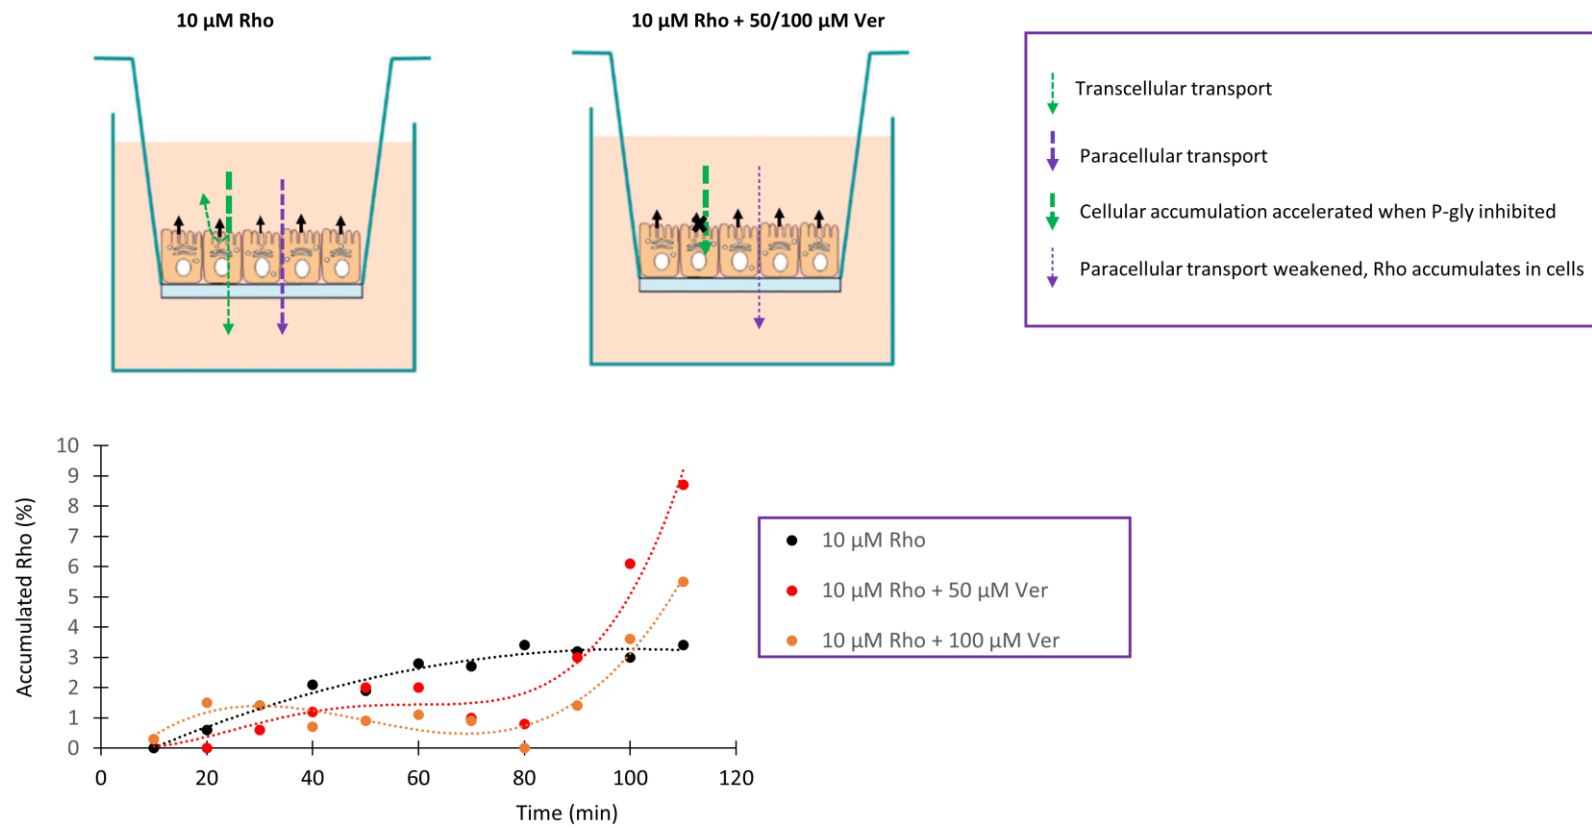 10 µM Rho
10 µM Rho + 50/100 µM Ver
Transcellular transport
Paracellular transport
Cellular accumulation accelerated when P-gly inhibited
Paracellular transport weakened, Rho accumulates in cells
10
9
8
7
6
5
4
3
2
1
0
Accumulated Rho (%)
0 20 40 60 80 100 120
Time (min)
10 µM Rho
10 µM Rho + 50 µM Ver
10 µM Rho + 100 µM Ver